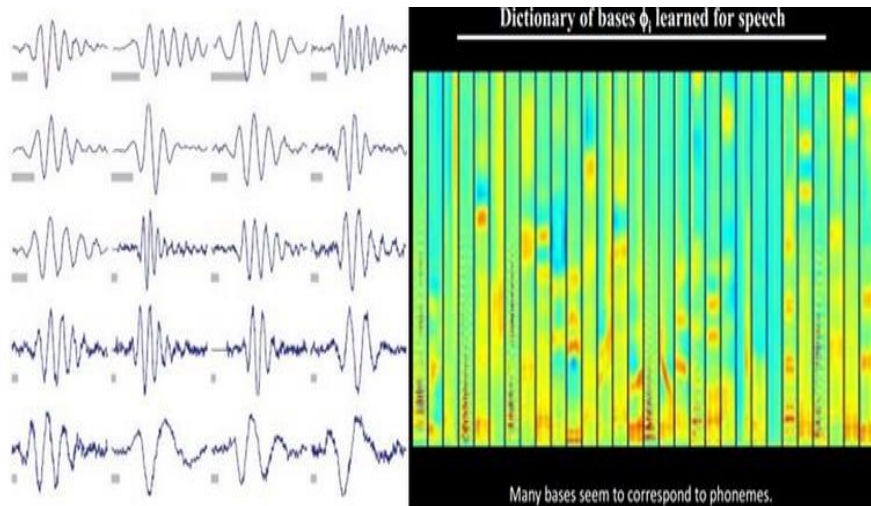 Dictionary of bases ϕᵢ learned for speech
Many bases seem to correspond to phonemes.